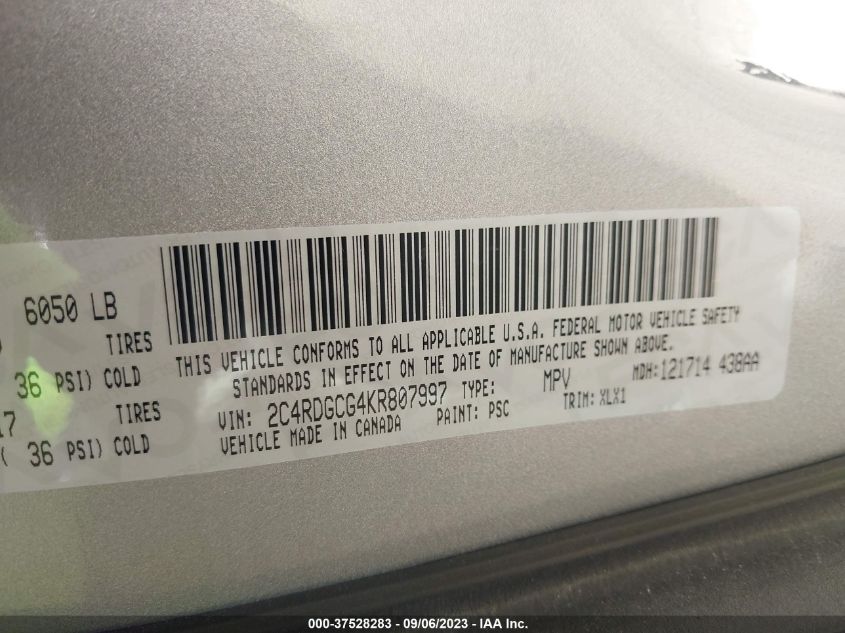 6050 LB
TIRES
36 PSI) COLD
17 TIRES
( 36 PSI) COLD
THIS VEHICLE CONFORMS TO ALL APPLICABLE U.S.A. FEDERAL MOTOR VEHICLE SAFETY
STANDARDS IN EFFECT ON THE DATE OF MANUFACTURE SHOWN ABOVE.
VIN: 2C4RDGCG4KR807997 TYPE: MPV MDH:121714 438AA
VEHICLE MADE IN CANADA PAINT: PSC TRIM: XLX1
000-37528283 - 09/06/2023 - IAA Inc.